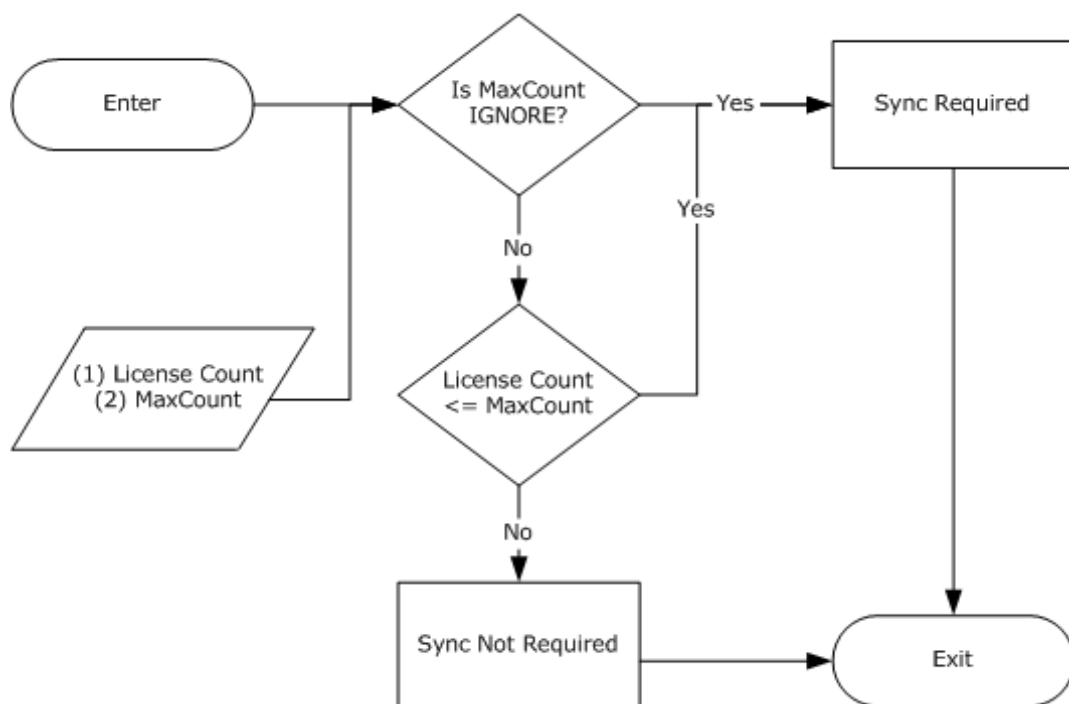 Enter
Is MaxCount
IGNORE?
Yes
Sync Required
Yes
No
(1) License Count
(2) MaxCount
License Count
<= MaxCount
No
Sync Not Required
Exit